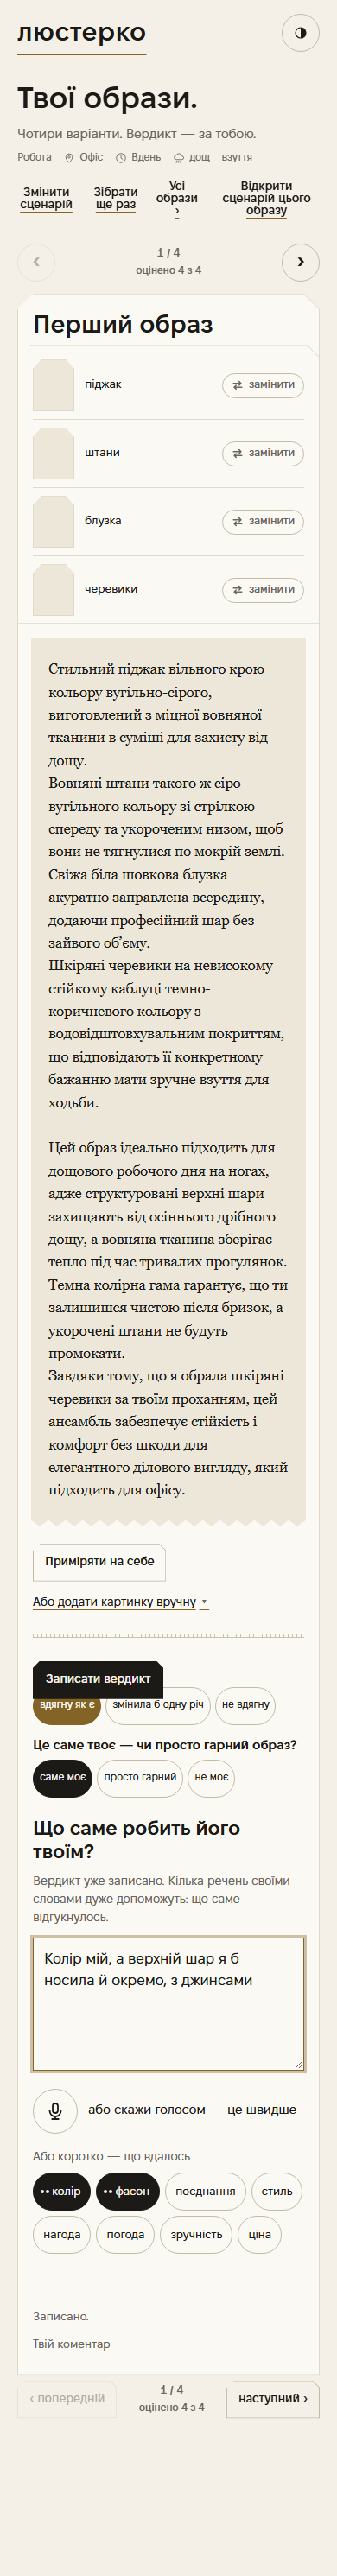 люстерко
Твої образи.
Чотири варіанти. Вердикт — за тобою.
Робота Офіс Вдень дощ взуття
Змінити
сценарій
Зібрати
ще раз
Усі
образи
›
Відкрити
сценарій цього
образу
‹
1 / 4
оцінено 4 з 4
›
Перший образ
піджак
замінити
штани
замінити
блузка
замінити
черевики
замінити
Стильний піджак вільного крою
кольору вугільно-сірого,
виготовлений з міцної вовняної
тканини в суміші для захисту від
дощу.
Вовняні штани такого ж сіро-
вугільного кольору зі стрілкою
спереду та укороченим низом, щоб
вони не тягнулися по мокрій землі.
Свіжа біла шовкова блузка
акуратно заправлена всередину,
додаючи професійний шар без
зайвого об’єму.
Шкіряні черевики на невисокому
стійкому каблуці темно-
коричневого кольору з
водовідштовхувальним покриттям,
що відповідають її конкретному
бажанню мати зручне взуття для
ходьби.
Цей образ ідеально підходить для
дощового робочого дня на ногах,
адже структуровані верхні шари
захищають від осіннього дрібного
дощу, а вовняна тканина зберігає
тепло під час тривалих прогулянок.
Темна колірна гама гарантує, що ти
залишишся чистою після бризок, а
укорочені штани не будуть
промокати.
Завдяки тому, що я обрала шкіряні
черевики за твоїм проханням, цей
ансамбль забезпечує стійкість і
комфорт без шкоди для
елегантного ділового вигляду, який
підходить для офісу.
Приміряти на себе
Або додати картинку вручну
Записати вердикт
вдягну як є
змінила б одну річ
не вдягну
Це саме твоє — чи просто гарний образ?
саме моє
просто гарний
не моє
Що саме робить його
твоїм?
Вердикт уже записано. Кілька речень своїми
словами дуже допоможуть: що саме
відгукнулось.
Колір мій, а верхній шар я б
носила й окремо, з джинсами
або скажи голосом — це швидше
Або коротко — що вдалось
колір
фасон
поєднання
стиль
нагода
погода
зручність
ціна
Записано.
Твій коментар
‹ попередній
1 / 4
оцінено 4 з 4
наступний ›